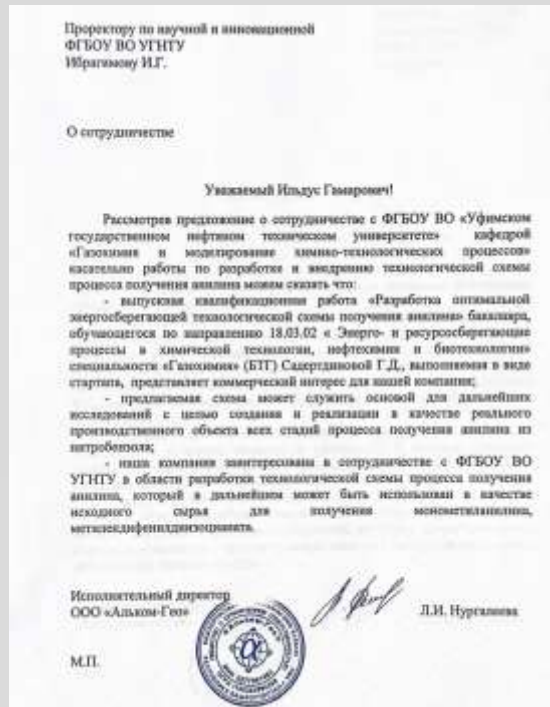 Проректору по научной и инновационной
ФГБОУ ВО УГНТУ
Ибрагимову И.Г.
О сотрудничестве
Уважаемый Ильдус Гамирович!
Рассмотрев предложение о сотрудничестве с ФГБОУ ВО «Уфимском
государственном нефтяном техническом университете» кафедрой
«Газохимия и моделирование химико-технологических процессов»
касательно работы по разработке и внедрению технологической схемы
процесса получения анилина можем сказать что:
- выпускная квалификационная работа «Разработка оптимальной
энергосберегающей технологической схемы получения анилина» бакалавра,
обучающегося по направлению 18.03.02 « Энерго- и ресурсосберегающие
процессы в химической технологии, нефтехимии и биотехнологии»
специальности «Газохимия» (БТГ) Садертдиновой Г.Д., выполняемая в виде
стартапа, представляет коммерческий интерес для нашей компании;
- предлагаемая схема может служить основой для дальнейших
исследований с целью создания и реализации в качестве реального
производственного объекта всех стадий процесса получения анилина из
нитробензола;
- наша компания заинтересована в сотрудничестве с ФГБОУ ВО
УГНТУ в области разработки технологической схемы процесса получения
анилина, который в дальнейшем может быть использован в качестве
исходного сырья для получения монометиланилина,
Исполнительный директор
ООО «Альком-Гео»
Л.И. Нургалиева
М.П.